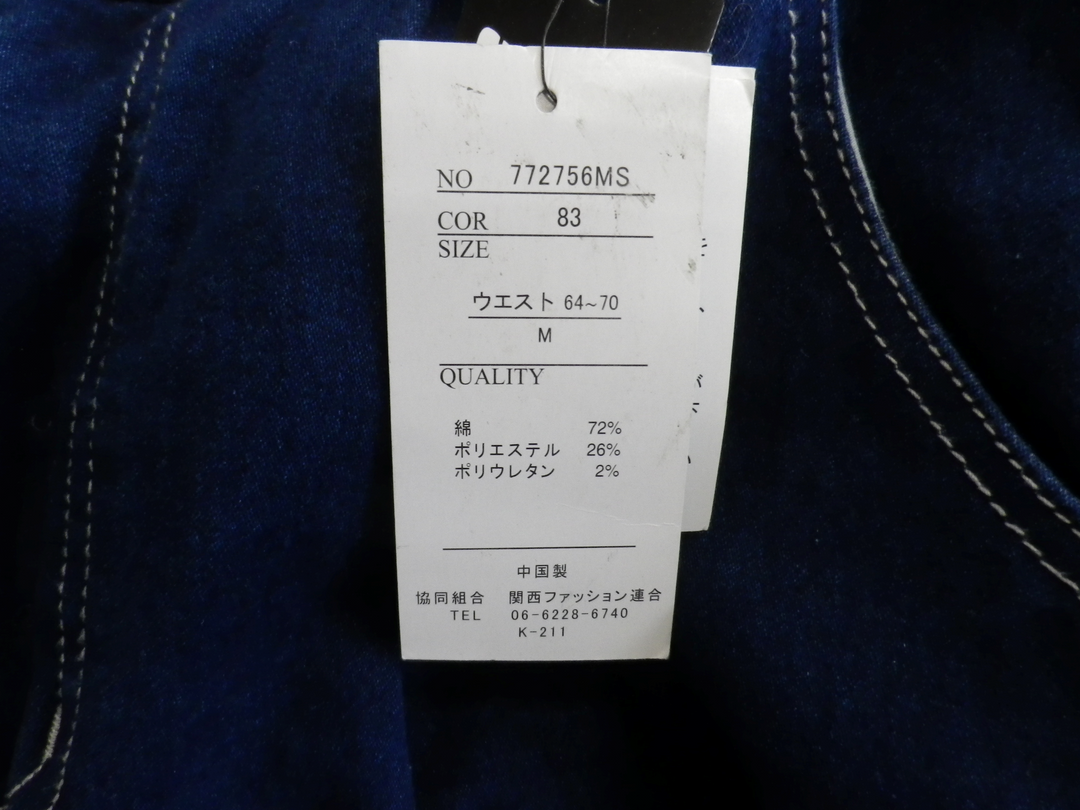 NO 772756MS
COR 83
SIZE
ウエスト 64~70
M
QUALITY
綿 72%
ポリエステル 26%
ポリウレタン 2%
中国製
協同組合 関西ファッション連合
TEL 06-6228-6740
K-211